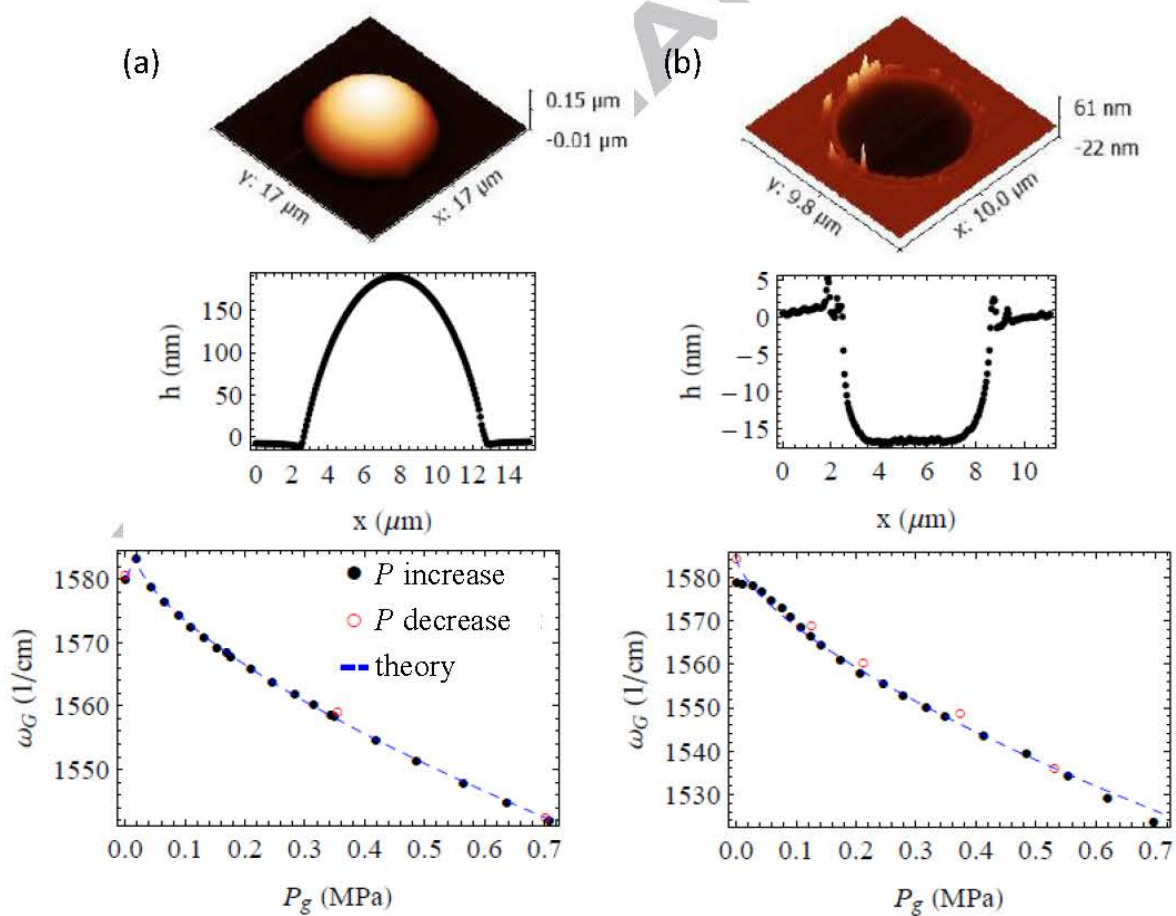 (a)
0.15 μm
-0.01 μm
y: 17 μm
x: 17 μm
h (nm)
150
100
50
0
0 2 4 6 8 10 12 14
x (μm)
ω_G (1/cm)
1580
1570
1560
1550
P increase
P decrease
theory
0.0 0.1 0.2 0.3 0.4 0.5 0.6 0.7
P_g (MPa)
(b)
61 nm
-22 nm
y: 9.8 μm
x: 10.0 μm
h (nm)
5
0
−5
−10
−15
0 2 4 6 8 10
x (μm)
ω_G (1/cm)
1580
1570
1560
1550
1540
1530
0.0 0.1 0.2 0.3 0.4 0.5 0.6 0.7
P_g (MPa)